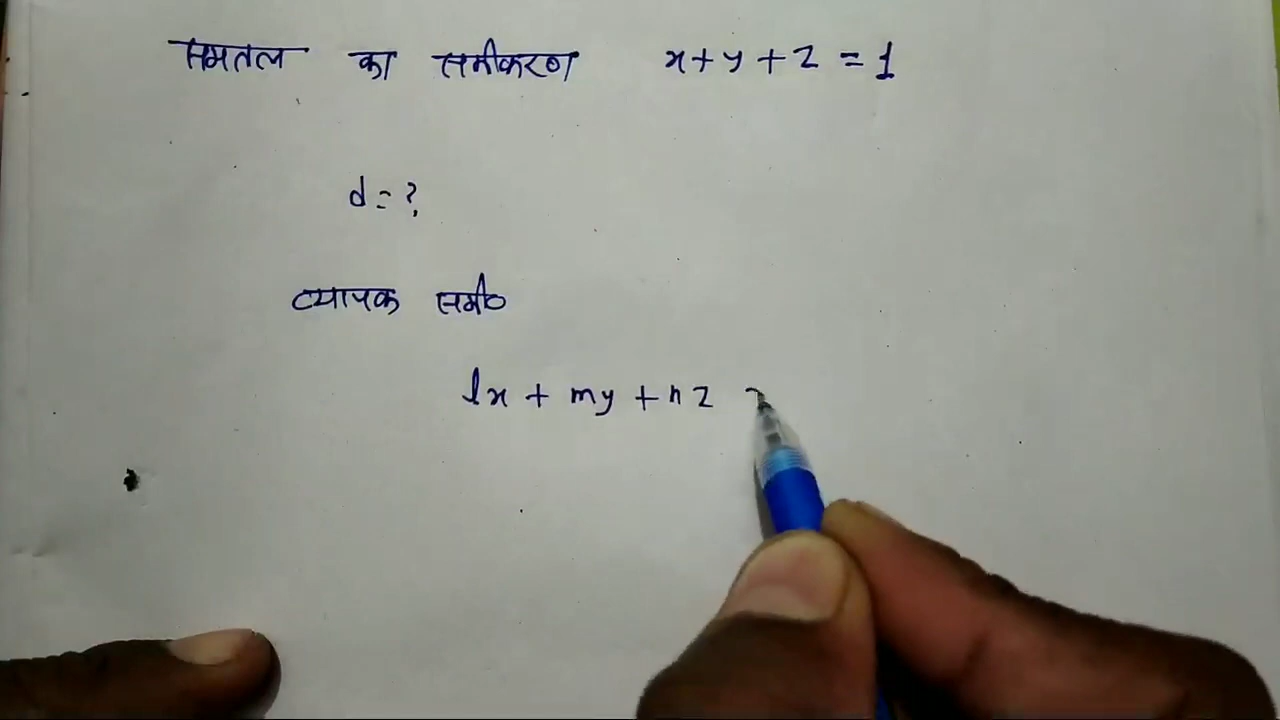 समतल का समीकरण x + y + z = 1
d = ?
व्यापक समी०
lx + my + nz